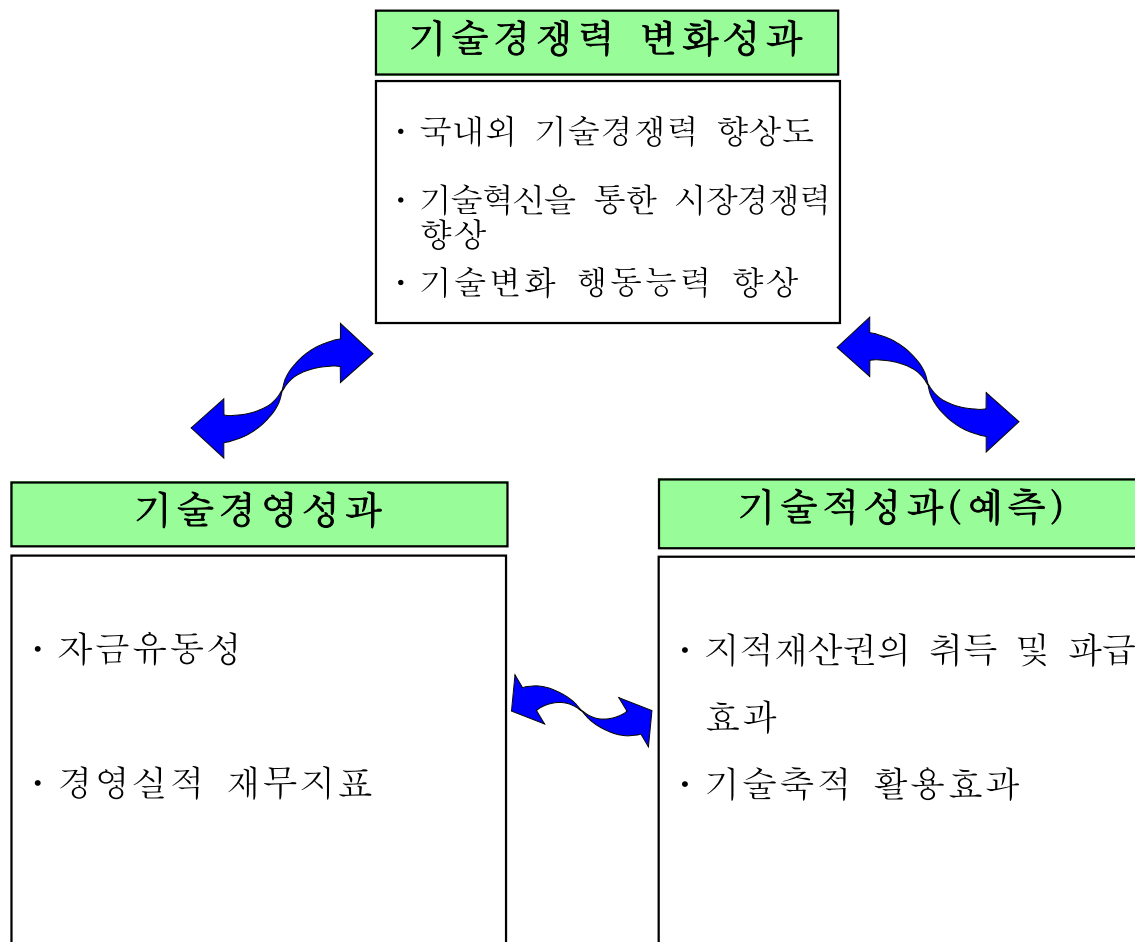 기술경쟁력 변화성과
· 국내외 기술경쟁력 향상도
· 기술혁신을 통한 시장경쟁력
향상
· 기술변화 행동능력 향상
기술경영성과
· 자금유동성
· 경영실적 재무지표
기술적성과(예측)
· 지적재산권의 취득 및 파급
효과
· 기술축적 활용효과